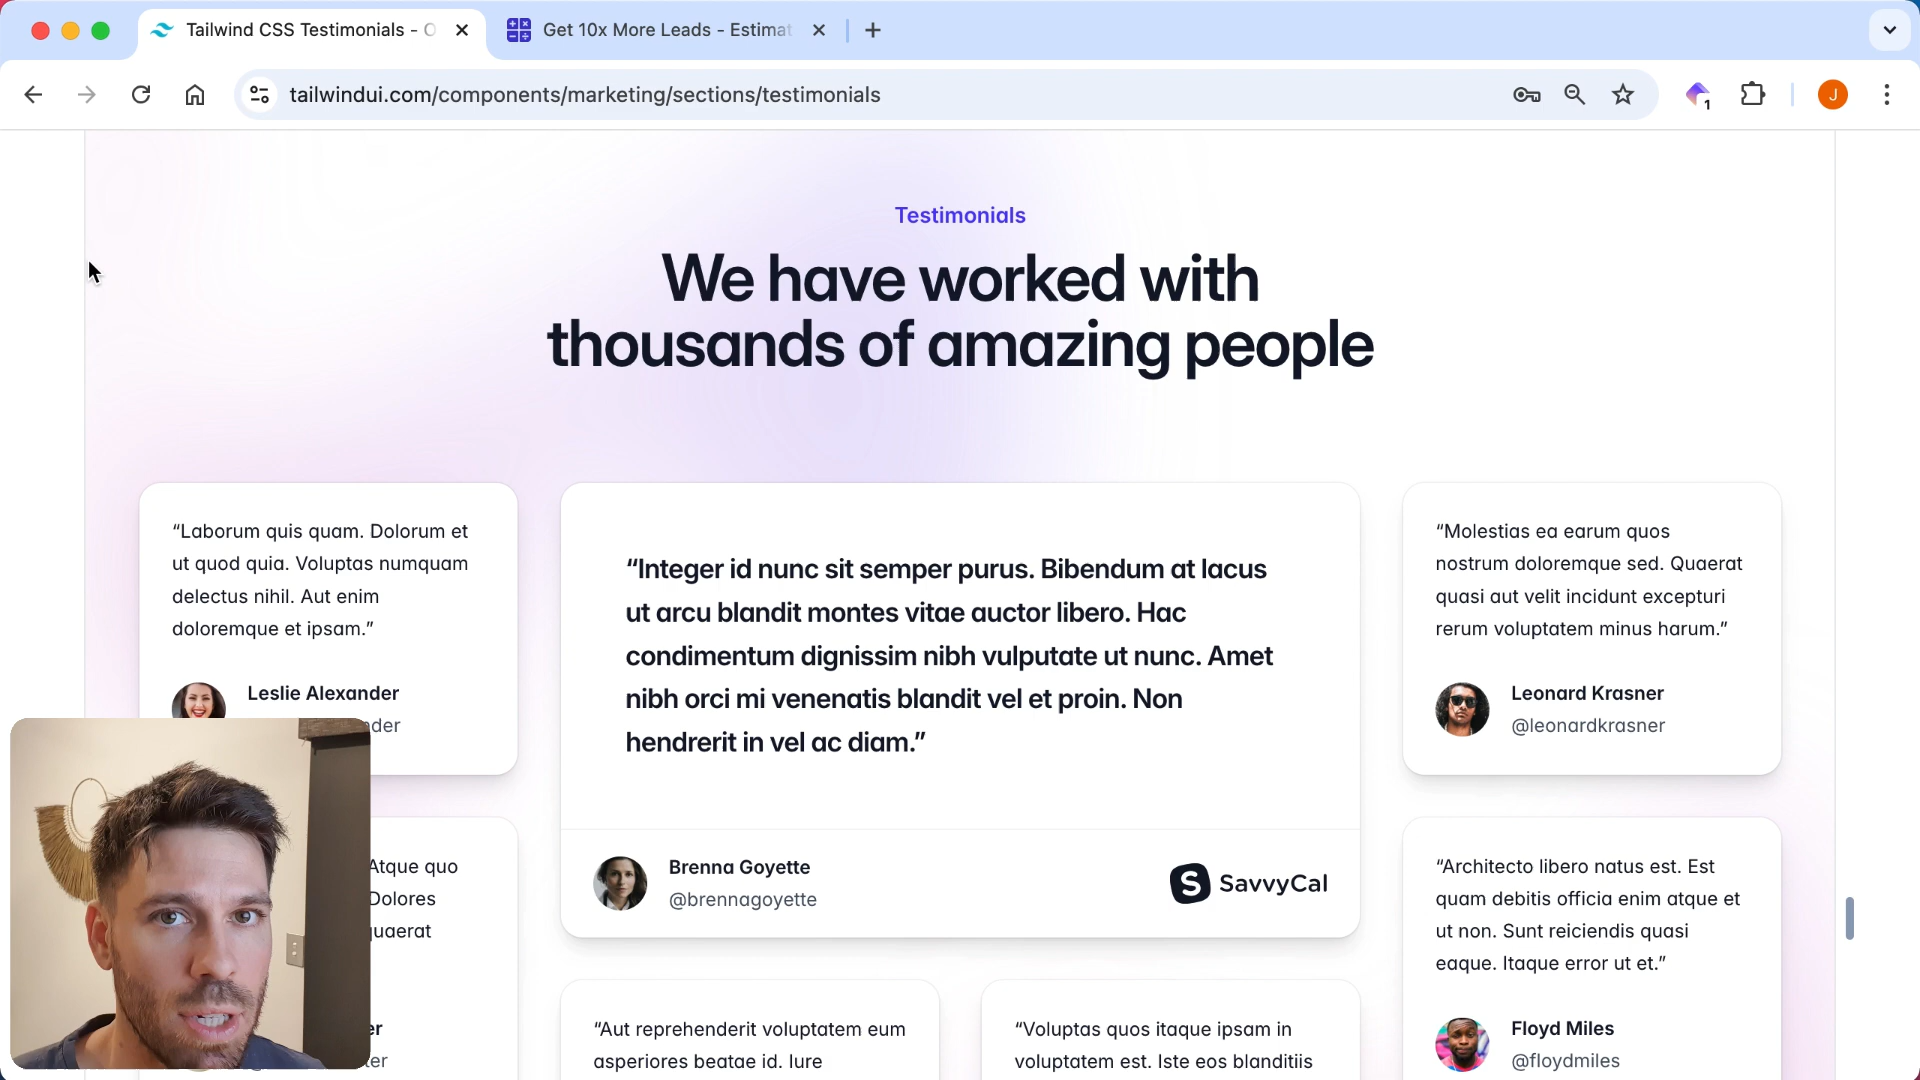 Tailwind CSS Testimonials - O
Get 10x More Leads - Estimat
tailwindui.com/components/marketing/sections/testimonials
1
J
Testimonials
We have worked with
thousands of amazing people
“Laborum quis quam. Dolorum et
ut quod quia. Voluptas numquam
delectus nihil. Aut enim
doloremque et ipsam.”
Leslie Alexander
“Integer id nunc sit semper purus. Bibendum at lacus
ut arcu blandit montes vitae auctor libero. Hac
condimentum dignissim nibh vulputate ut nunc. Amet
nibh orci mi venenatis blandit vel et proin. Non
hendrerit in vel ac diam.”
Brenna Goyette
@brennagoyette
S SavvyCal
“Molestias ea earum quos
nostrum doloremque sed. Quaerat
quasi aut velit incidunt excepturi
rerum voluptatem minus harum.”
Leonard Krasner
@leonardkrasner
Atque quo
Dolores
“Aut reprehenderit voluptatem eum
asperiores beatae id. Iure
“Voluptas quos itaque ipsam in
voluptatem est. Iste eos blanditiis
“Architecto libero natus est. Est
quam debitis officia enim atque et
ut non. Sunt reiciendis quasi
eaque. Itaque error ut et.”
Floyd Miles
@floydmiles